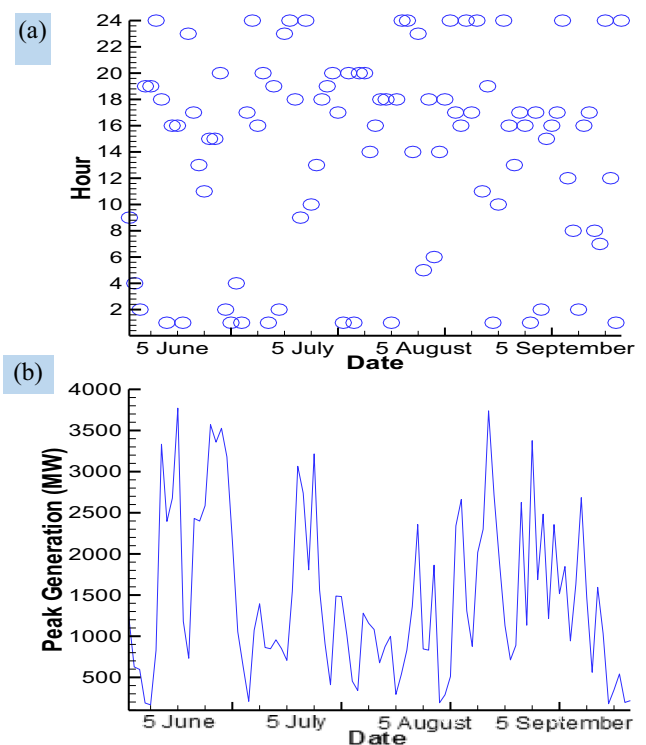 (a)
24
22
20
18
16
14
12
10
8
6
4
2
Hour
5 June
5 July
5 August
5 September
Date
(b)
4000
3500
3000
2500
2000
1500
1000
500
Peak Generation (MW)
5 June
5 July
5 August
5 September
Date